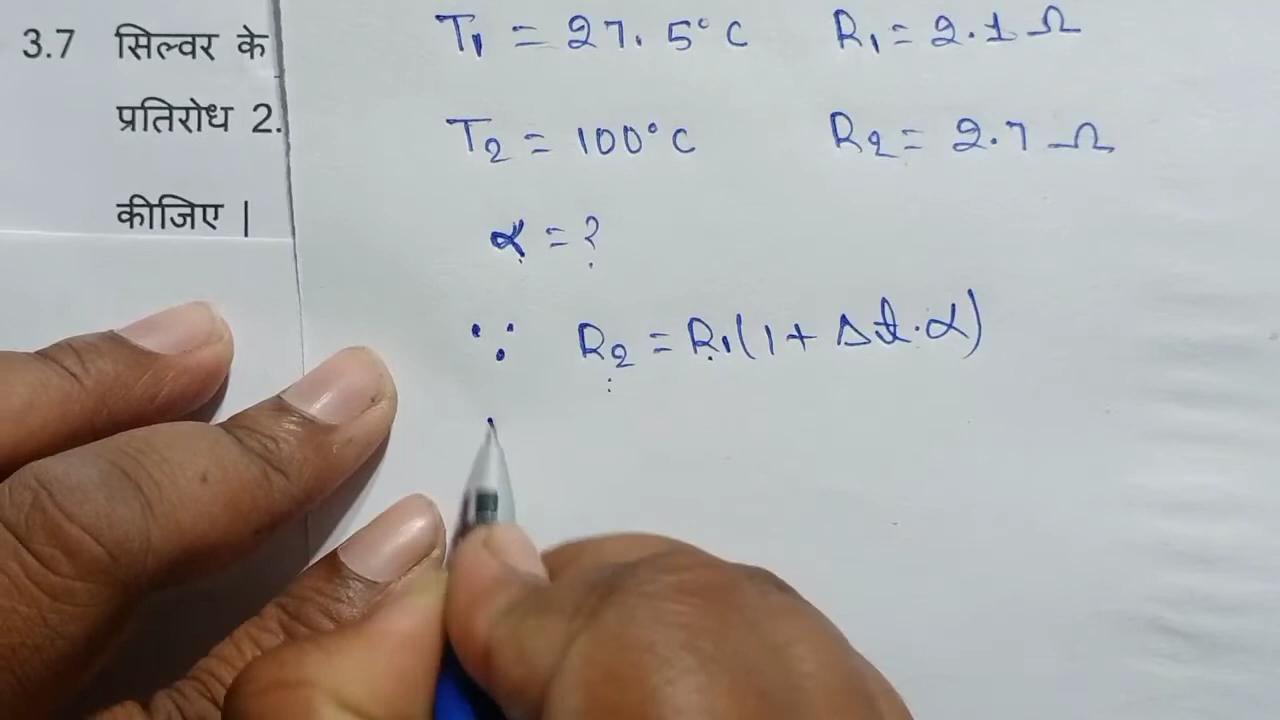 3.7 सिल्वर के
प्रतिरोध 2.
कीजिए |
T₁ = 27.5°C R₁ = 2.1 Ω
T₂ = 100°C R₂ = 2.7 Ω
α = ?
∵ R₂ = R₁(1 + Δt.α)